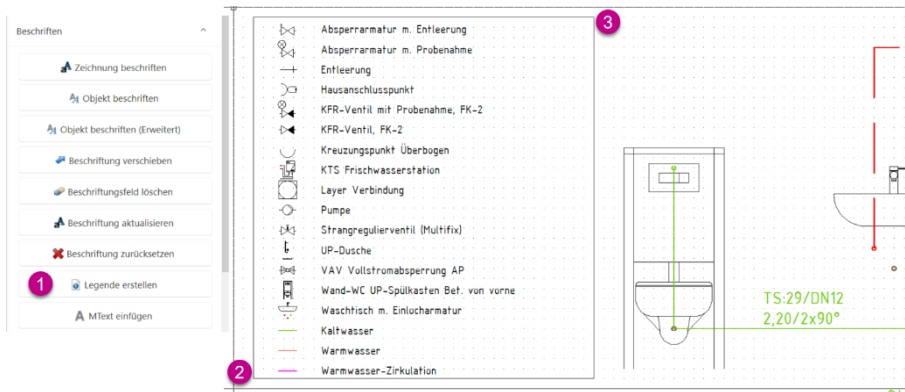 Beschriften
Zeichnung beschriften
Objekt beschriften
Objekt beschriften (Erweitert)
Beschriftung verschieben
Beschriftungsfeld löschen
Beschriftung aktualisieren
Beschriftung zurücksetzen
1
Legende erstellen
MText einfügen
3
Absperrarmatur m. Entleerung
Absperrarmatur m. Probenahme
Entleerung
Hausanschlusspunkt
KFR-Ventil mit Probenahme, FK-2
KFR-Ventil, FK-2
Kreuzungspunkt Überbogen
KTS Frischwasserstation
Layer Verbindung
Pumpe
Strangregulierventil (Multifix)
UP-Dusche
VAV Vollstromabsperrung AP
Wand-WC UP-Spülkasten Bet. von vorne
Waschtisch m. Einlocharmatur
Kaltwasser
Warmwasser
2
Warmwasser-Zirkulation
TS:29/DN12
2,20/2x90°